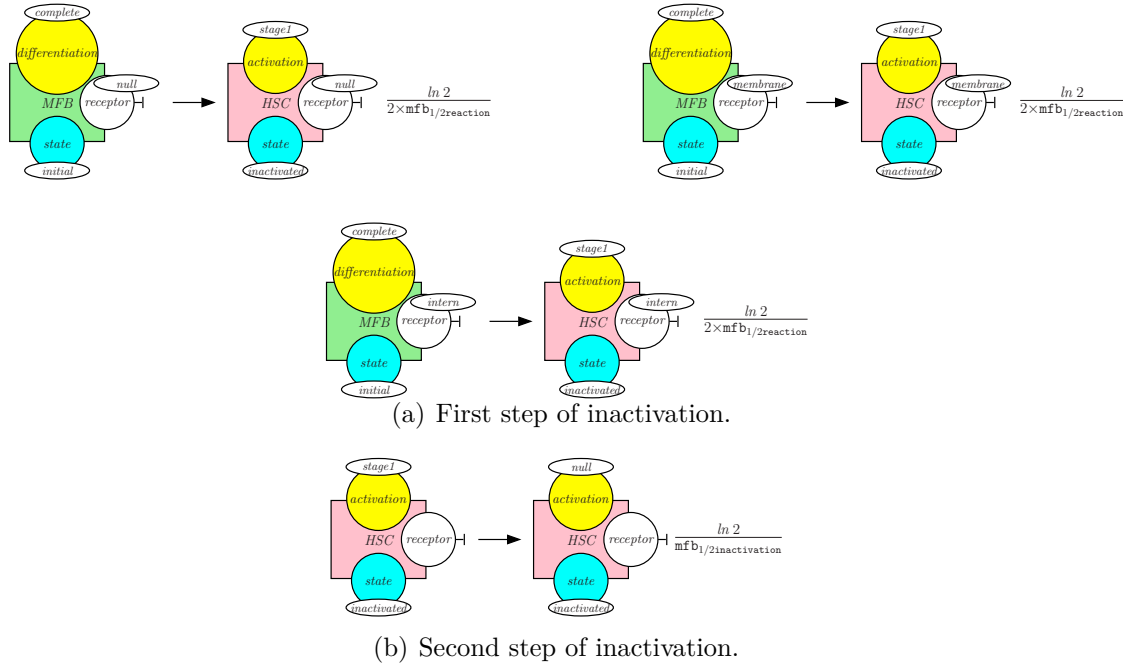 complete
differentiation
MFB
receptor
null
state
initial
stage1
activation
HSC
receptor
null
state
inactivated
ln 2
2×mfb1/2reaction
complete
differentiation
MFB
receptor
membrane
state
initial
stage1
activation
HSC
receptor
membrane
state
inactivated
ln 2
2×mfb1/2reaction
complete
differentiation
MFB
receptor
intern
state
initial
stage1
activation
HSC
receptor
intern
state
inactivated
ln 2
2×mfb1/2reaction
(a) First step of inactivation.
stage1
activation
HSC
receptor
state
inactivated
null
activation
HSC
receptor
state
inactivated
ln 2
mfb1/2inactivation
(b) Second step of inactivation.